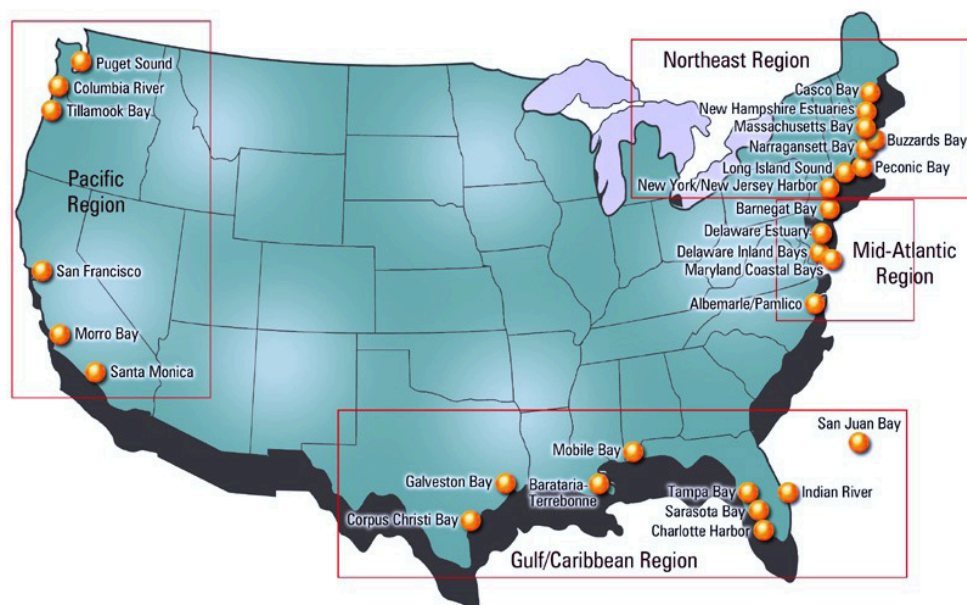 Puget Sound
Columbia River
Tillamook Bay
Pacific
Region
San Francisco
Morro Bay
Santa Monica
Northeast Region
Casco Bay
New Hampshire Estuaries
Massachusetts Bay
Buzzards Bay
Narragansett Bay
Long Island Sound
Peconic Bay
New York/New Jersey Harbor
Barnegat Bay
Delaware Estuary
Delaware Inland Bays
Maryland Coastal Bays
Mid-Atlantic
Region
Albemarle/Pamlico
San Juan Bay
Mobile Bay
Galveston Bay
Barataria-
Terrebonne
Tampa Bay
Indian River
Sarasota Bay
Corpus Christi Bay
Charlotte Harbor
Gulf/Caribbean Region